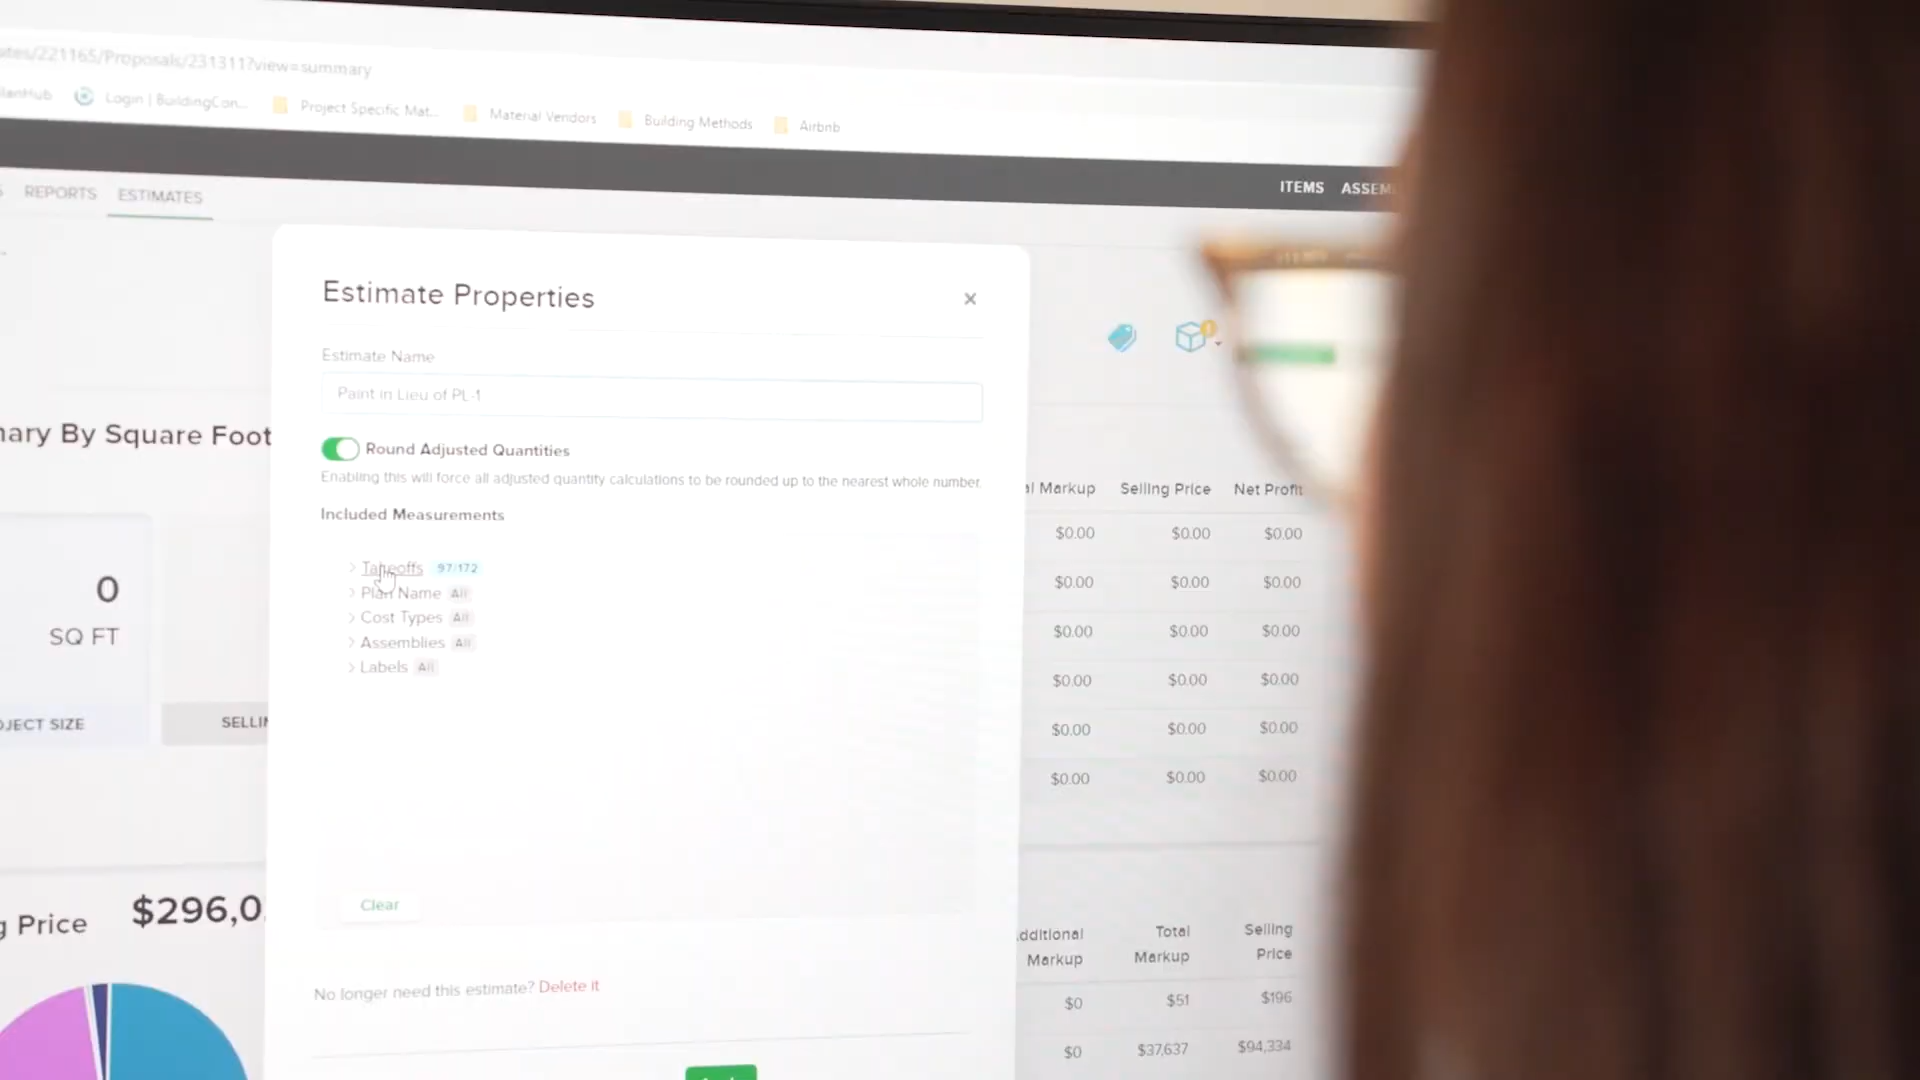 ates/221165/Proposals/231311?view=summary
lanHub Login | BuildingCon... Project Specific Mat... Material Vendors Building Methods Airbnb
ITEMS ASSEM
REPORTS ESTIMATES
Estimate Properties
×
Estimate Name
Paint in Lieu of PL-1
Round Adjusted Quantities
Enabling this will force all adjusted quantity calculations to be rounded up to the nearest whole number.
Included Measurements
Takeoffs 97/172
Plan Name All
Cost Types All
Assemblies All
Labels All
Clear
No longer need this estimate? Delete it
nary By Square Foot
0
SQ FT
OJECT SIZE
SELLIN
g Price $296,0
al Markup Selling Price Net Profit
$0.00 $0.00 $0.00
$0.00 $0.00 $0.00
$0.00 $0.00 $0.00
$0.00 $0.00 $0.00
$0.00 $0.00 $0.00
$0.00 $0.00 $0.00
dditional Markup Total Markup Selling Price
$0 $51 $196
$0 $37,637 $94,334